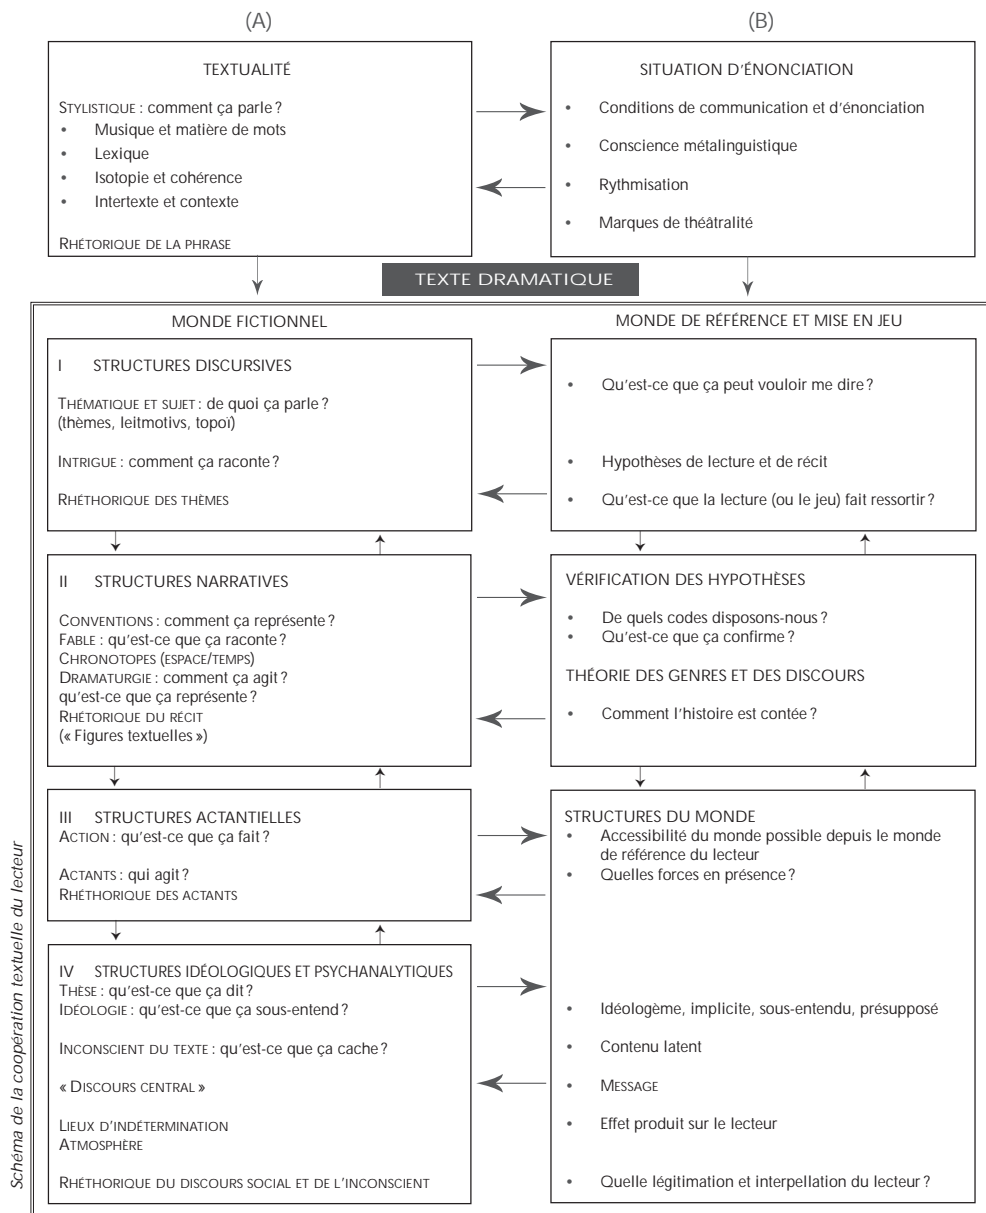 (A)
(B)
TEXTUALITÉ
STYLISTIQUE : comment ça parle ?
• Musique et matière de mots
• Lexique
• Isotopie et cohérence
• Intertexte et contexte
RHÉTORIQUE DE LA PHRASE
SITUATION D'ÉNONCIATION
• Conditions de communication et d'énonciation
• Conscience métalinguistique
• Rythmisation
• Marques de théâtralité
TEXTE DRAMATIQUE
MONDE FICTIONNEL
MONDE DE RÉFÉRENCE ET MISE EN JEU
I STRUCTURES DISCURSIVES
THÉMATIQUE ET SUJET : de quoi ça parle ?
(thèmes, leitmotivs, topoï)
INTRIGUE : comment ça raconte ?
RHÉTHORIQUE DES THÈMES
• Qu'est-ce que ça peut vouloir me dire ?
• Hypothèses de lecture et de récit
• Qu'est-ce que la lecture (ou le jeu) fait ressortir ?
II STRUCTURES NARRATIVES
CONVENTIONS : comment ça représente ?
FABLE : qu'est-ce que ça raconte ?
CHRONOTOPES (ESPACE/TEMPS)
DRAMATURGIE : comment ça agit ?
qu'est-ce que ça représente ?
RHÉTORIQUE DU RÉCIT
(« Figures textuelles »)
VÉRIFICATION DES HYPOTHÈSES
• De quels codes disposons-nous ?
• Qu'est-ce que ça confirme ?
THÉORIE DES GENRES ET DES DISCOURS
• Comment l'histoire est contée ?
III STRUCTURES ACTANTIELLES
ACTION : qu'est-ce que ça fait ?
ACTANTS : qui agit ?
RHÉTHORIQUE DES ACTANTS
STRUCTURES DU MONDE
• Accessibilité du monde possible depuis le monde
de référence du lecteur
• Quelles forces en présence ?
IV STRUCTURES IDÉOLOGIQUES ET PSYCHANALYTIQUES
THÈSE : qu'est-ce que ça dit ?
IDÉOLOGIE : qu'est-ce que ça sous-entend ?
INCONSCIENT DU TEXTE : qu'est-ce que ça cache ?
« DISCOURS CENTRAL »
LIEUX D'INDÉTERMINATION
ATMOSPHÈRE
RHÉTHORIQUE DU DISCOURS SOCIAL ET DE L'INCONSCIENT
• Idéologème, implicite, sous-entendu, présupposé
• Contenu latent
• MESSAGE
• Effet produit sur le lecteur
• Quelle légitimation et interpellation du lecteur ?
Schéma de la coopération textuelle du lecteur